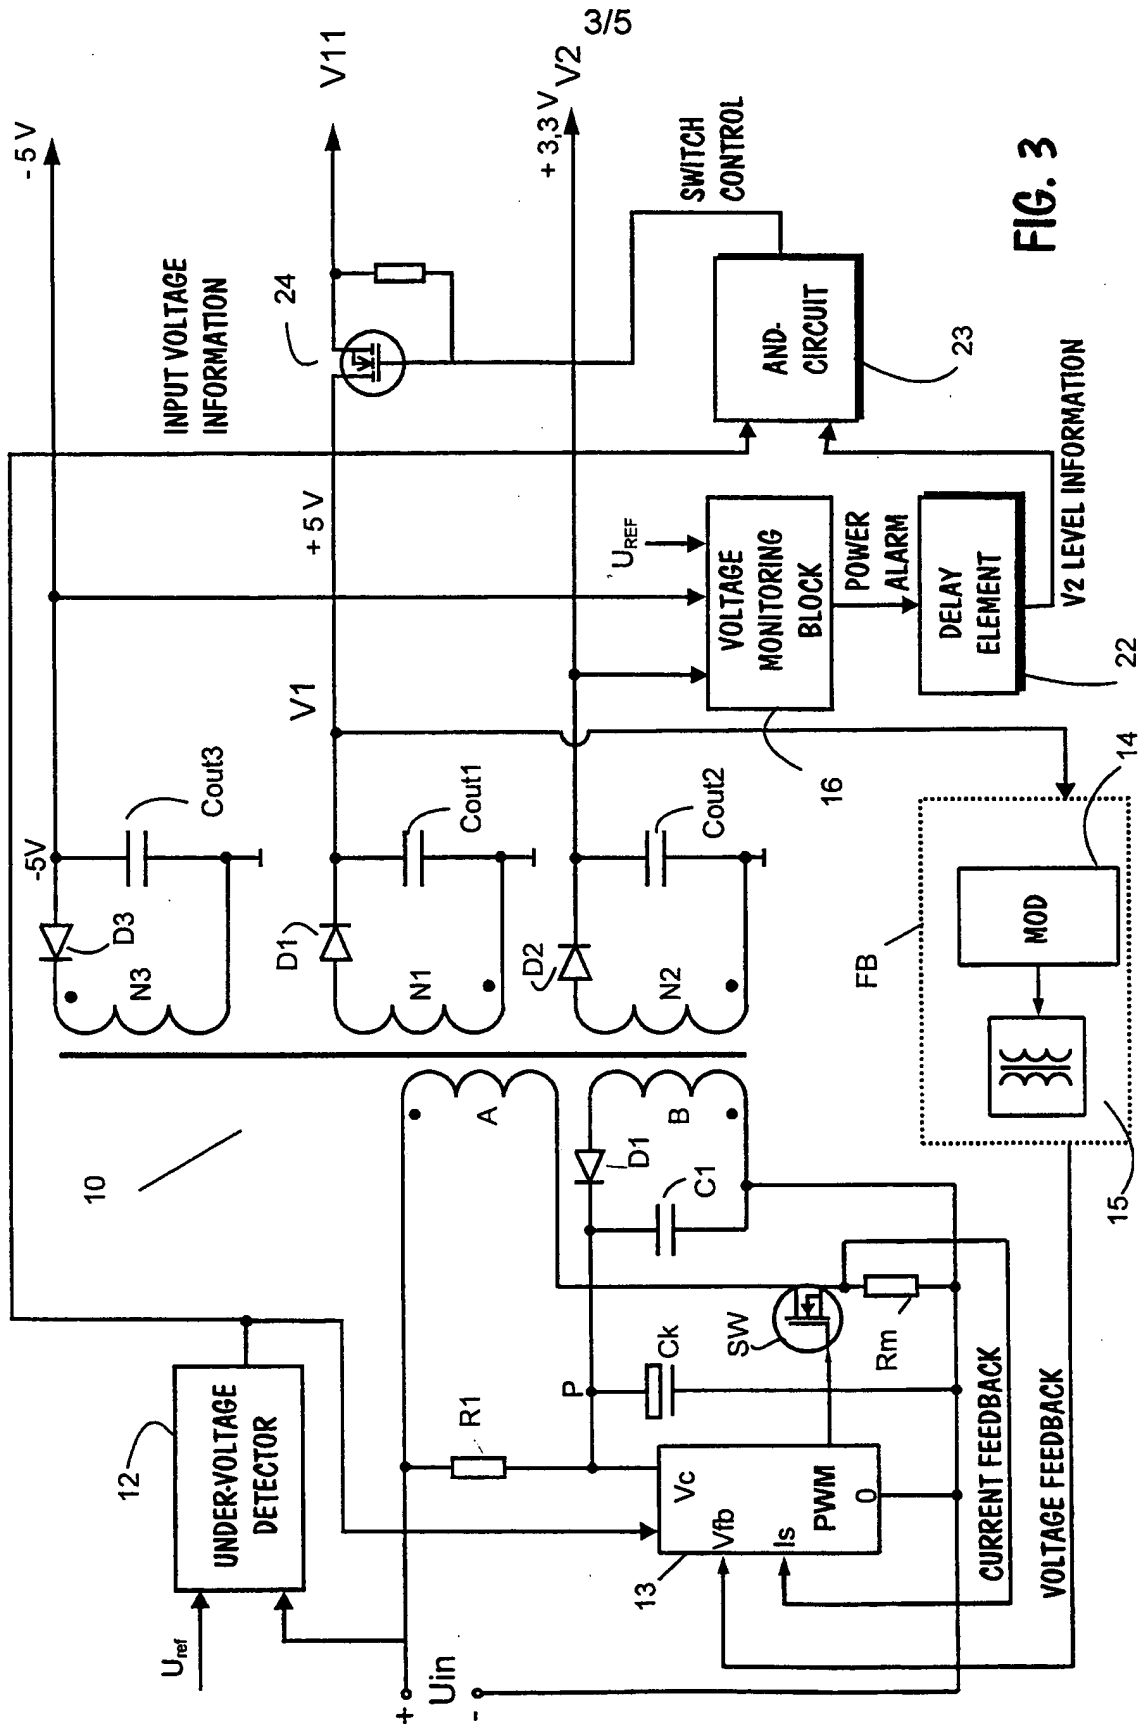 3/5
- 5 V
V11
+ 3,3 V
V2
INPUT VOLTAGE
INFORMATION
24
SWITCH
CONTROL
AND-
CIRCUIT
23
FIG. 3
+ 5 V
UREF
VOLTAGE
MONITORING
BLOCK
16
POWER
ALARM
DELAY
ELEMENT
22
V2 LEVEL INFORMATION
V1
-5V
Cout3
D3
N3
D1
Cout1
N1
D2
Cout2
N2
FB
MOD
14
15
10
A
B
D1
C1
12
UNDER-VOLTAGE
DETECTOR
Uref
R1
P
Ck
SW
Rm
13
Vc
Vfb
Is
PWM
0
CURRENT FEEDBACK
VOLTAGE FEEDBACK
+
Uin
-